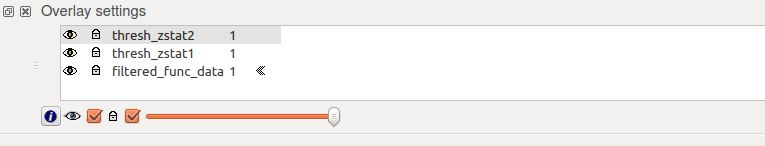 Overlay settings
thresh_zstat2 1
thresh_zstat1 1
filtered_func_data 1